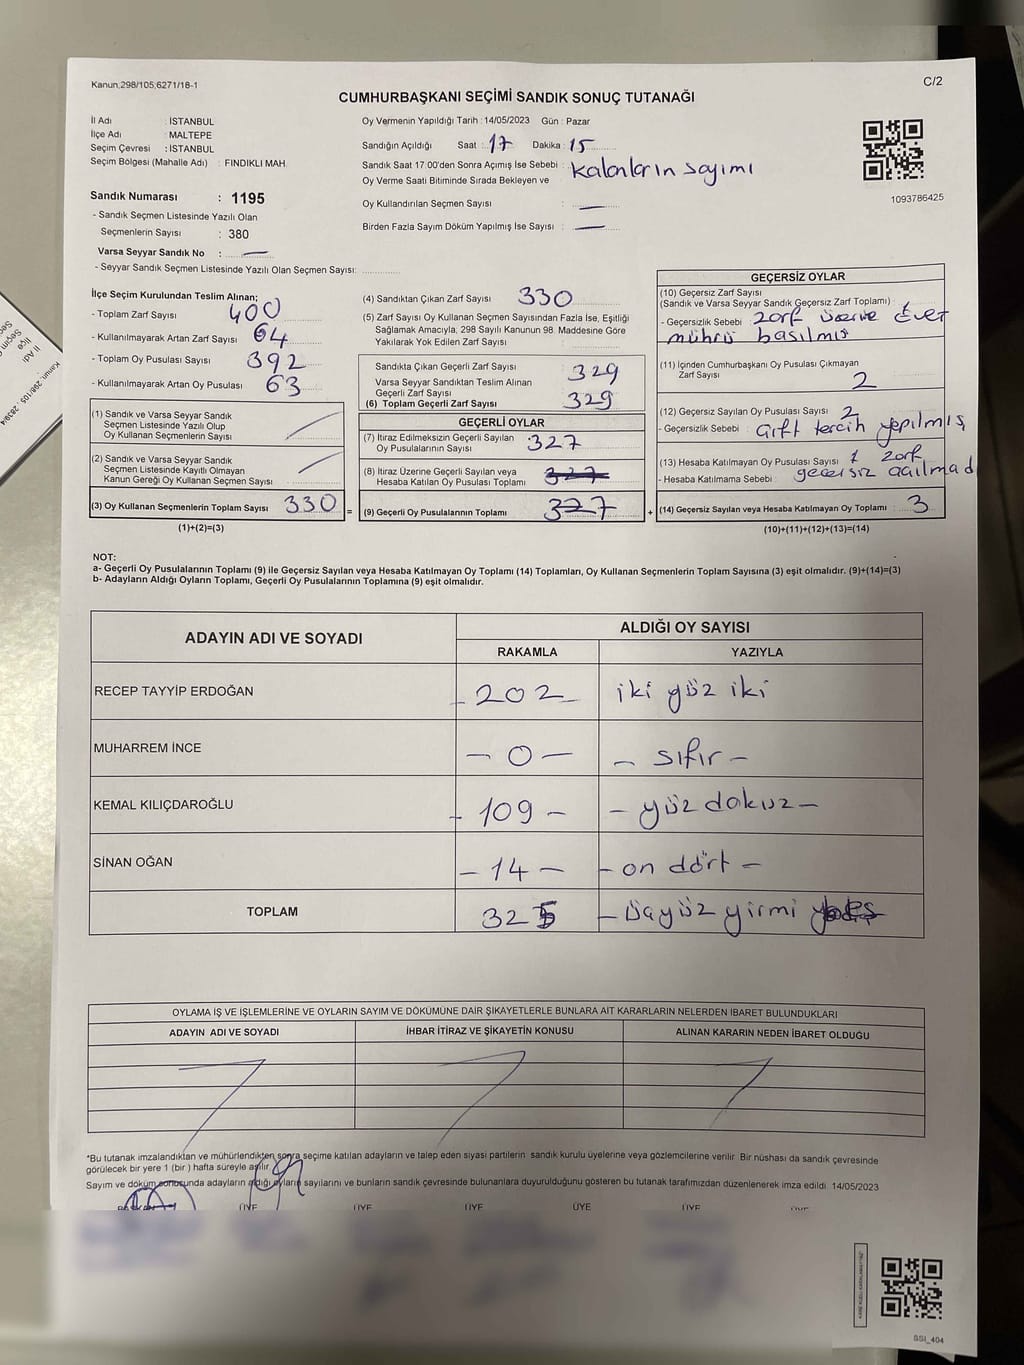 Kanun,298/105;6271/18-1
C/2
CUMHURBAŞKANI SEÇİMİ SANDIK SONUÇ TUTANAĞI
İl Adı : İSTANBUL
İlçe Adı : MALTEPE
Seçim Çevresi : İSTANBUL
Seçim Bölgesi (Mahalle Adı) : FINDIKLI MAH.
Sandık Numarası : 1195
- Sandık Seçmen Listesinde Yazılı Olan
Seçmenlerin Sayısı : 380
Varsa Seyyar Sandık No : —
- Seyyar Sandık Seçmen Listesinde Yazılı Olan Seçmen Sayısı:
Oy Vermenin Yapıldığı Tarih : 14/05/2023 Gün : Pazar
Sandığın Açıldığı Saat : 17 Dakika : 15
Sandık Saat 17:00'den Sonra Açımış İse Sebebi : kalanların sayımı
Oy Verme Saati Bitiminde Sırada Bekleyen ve
Oy Kullandırılan Seçmen Sayısı : —
Birden Fazla Sayım Döküm Yapılmış İse Sayısı : —
1093786425
İlçe Seçim Kurulundan Teslim Alınan;
- Toplam Zarf Sayısı : 400
- Kullanılmayarak Artan Zarf Sayısı : 64
- Toplam Oy Pusulası Sayısı : 392
- Kullanılmayarak Artan Oy Pusulası : 63
(1) Sandık ve Varsa Seyyar Sandık
Seçmen Listesinde Yazılı Olup
Oy Kullanan Seçmenlerin Sayısı
(2) Sandık ve Varsa Seyyar Sandık
Seçmen Listesinde Kayıtlı Olmayan
Kanun Gereği Oy Kullanan Seçmen Sayısı
(3) Oy Kullanan Seçmenlerin Toplam Sayısı 330
(1)+(2)=(3)
=
(4) Sandıktan Çıkan Zarf Sayısı : 330
(5) Zarf Sayısı Oy Kullanan Seçmen Sayısından Fazla İse, Eşitliği
Sağlamak Amacıyla; 298 Sayılı Kanunun 98. Maddesine Göre
Yakılarak Yok Edilen Zarf Sayısı :
Sandıkta Çıkan Geçerli Zarf Sayısı : 329
Varsa Seyyar Sandıktan Teslim Alınan
Geçerli Zarf Sayısı
(6) Toplam Geçerli Zarf Sayısı : 329
GEÇERLİ OYLAR
(7) İtiraz Edilmeksizin Geçerli Sayılan
Oy Pusulalarının Sayısı : 327
(8) İtiraz Üzerine Geçerli Sayılan veya
Hesaba Katılan Oy Pusulaları Toplamı : 327
(9) Geçerli Oy Pusulalarının Toplamı : 327
+
GEÇERSİZ OYLAR
(10) Geçersiz Zarf Sayısı
(Sandık ve Varsa Seyyar Sandık Geçersiz Zarf Toplamı) : 1
- Geçersizlik Sebebi : zarf üzerine Evet
mührü basılmış
(11) İçinden Cumhurbaşkanı Oy Pusulası Çıkmayan
Zarf Sayısı : 2
(12) Geçersiz Sayılan Oy Pusulası Sayısı : 2
- Geçersizlik Sebebi : Çift tercih yapılmış
(13) Hesaba Katılmayan Oy Pusulası Sayısı : 1 zarf
- Hesaba Katılmama Sebebi : geçersiz açılmad
(14) Geçersiz Sayılan veya Hesaba Katılmayan Oy Toplamı : 3
(10)+(11)+(12)+(13)=(14)
NOT:
a- Geçerli Oy Pusulalarının Toplamı (9) ile Geçersiz Sayılan veya Hesaba Katılmayan Oy Toplamı (14) Toplamları, Oy Kullanan Seçmenlerin Toplam Sayısına (3) eşit olmalıdır. (9)+(14)=(3)
b- Adayların Aldığı Oyların Toplamı, Geçerli Oy Pusulalarının Toplamına (9) eşit olmalıdır.
ADAYIN ADI VE SOYADI ALDIĞI OY SAYISI
RAKAMLA YAZIYLA
RECEP TAYYİP ERDOĞAN - 202 - iki yüz iki
MUHARREM İNCE - 0 - - sıfır -
KEMAL KILIÇDAROĞLU - 109 - - yüz dokuz -
SİNAN OĞAN - 14 - - on dört -
TOPLAM 325 - üçyüz yirmi
OYLAMA İŞ VE İŞLEMLERİNE VE OYLARIN SAYIM VE DÖKÜMÜNE DAİR ŞİKAYETLERLE BUNLARA AİT KARARLARIN NELERDEN İBARET BULUNDUKLARI
ADAYIN ADI VE SOYADI İHBAR İTİRAZ VE ŞİKAYETİN KONUSU ALINAN KARARIN NEDEN İBARET OLDUĞU
*Bu tutanak imzalandıktan ve mühürlendikten sonra seçime katılan adayların ve talep eden siyasi partilerin sandık kurulu üyelerine veya gözlemcilerine verilir. Bir nüshası da sandık çevresinde
görülecek bir yere 1 (bir ) hafta süreyle asılır.
Sayım ve döküm sonucunda adayların aldığı oyların sayılarını ve bunların sandık çevresinde bulunanlara duyurulduğunu gösteren bu tutanak tarafımızdan düzenlenerek imza edildi. 14/05/2023
BAŞKAN ÜYE ÜYE ÜYE ÜYE ÜYE ÜYE
SSI_404